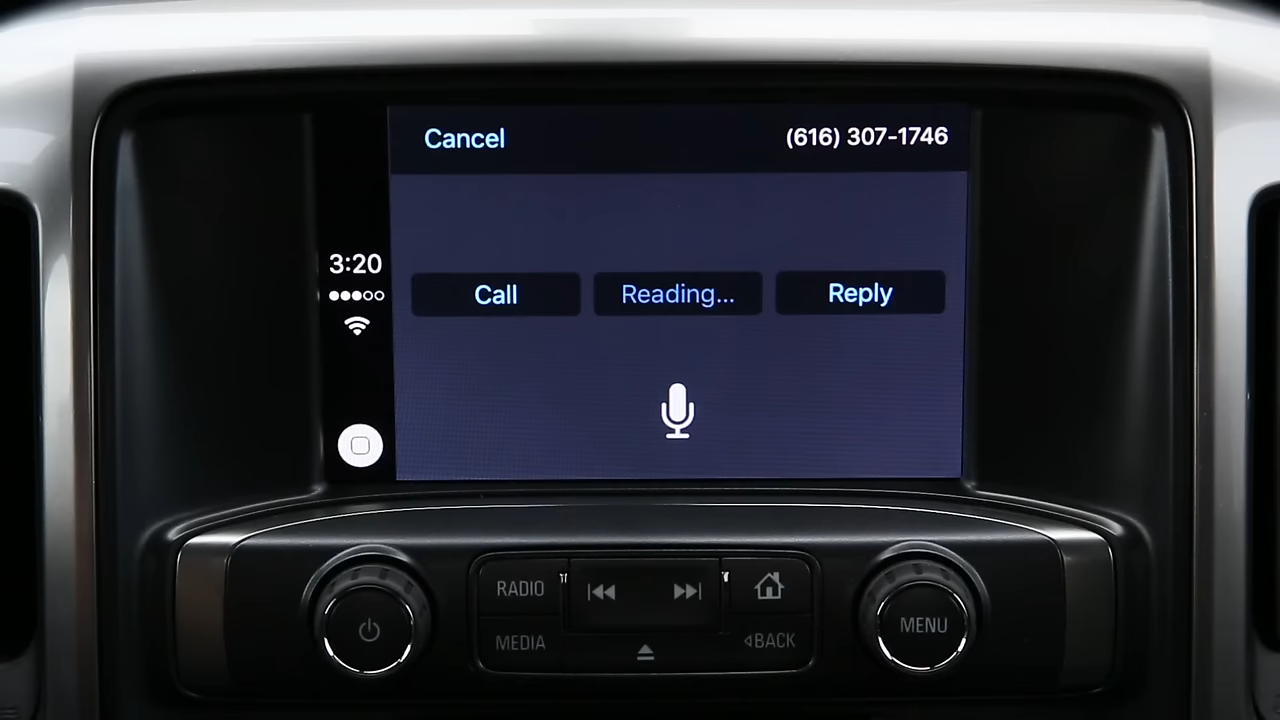 Cancel
(616) 307-1746
3:20
Call
Reading...
Reply
RADIO
MEDIA
BACK
MENU